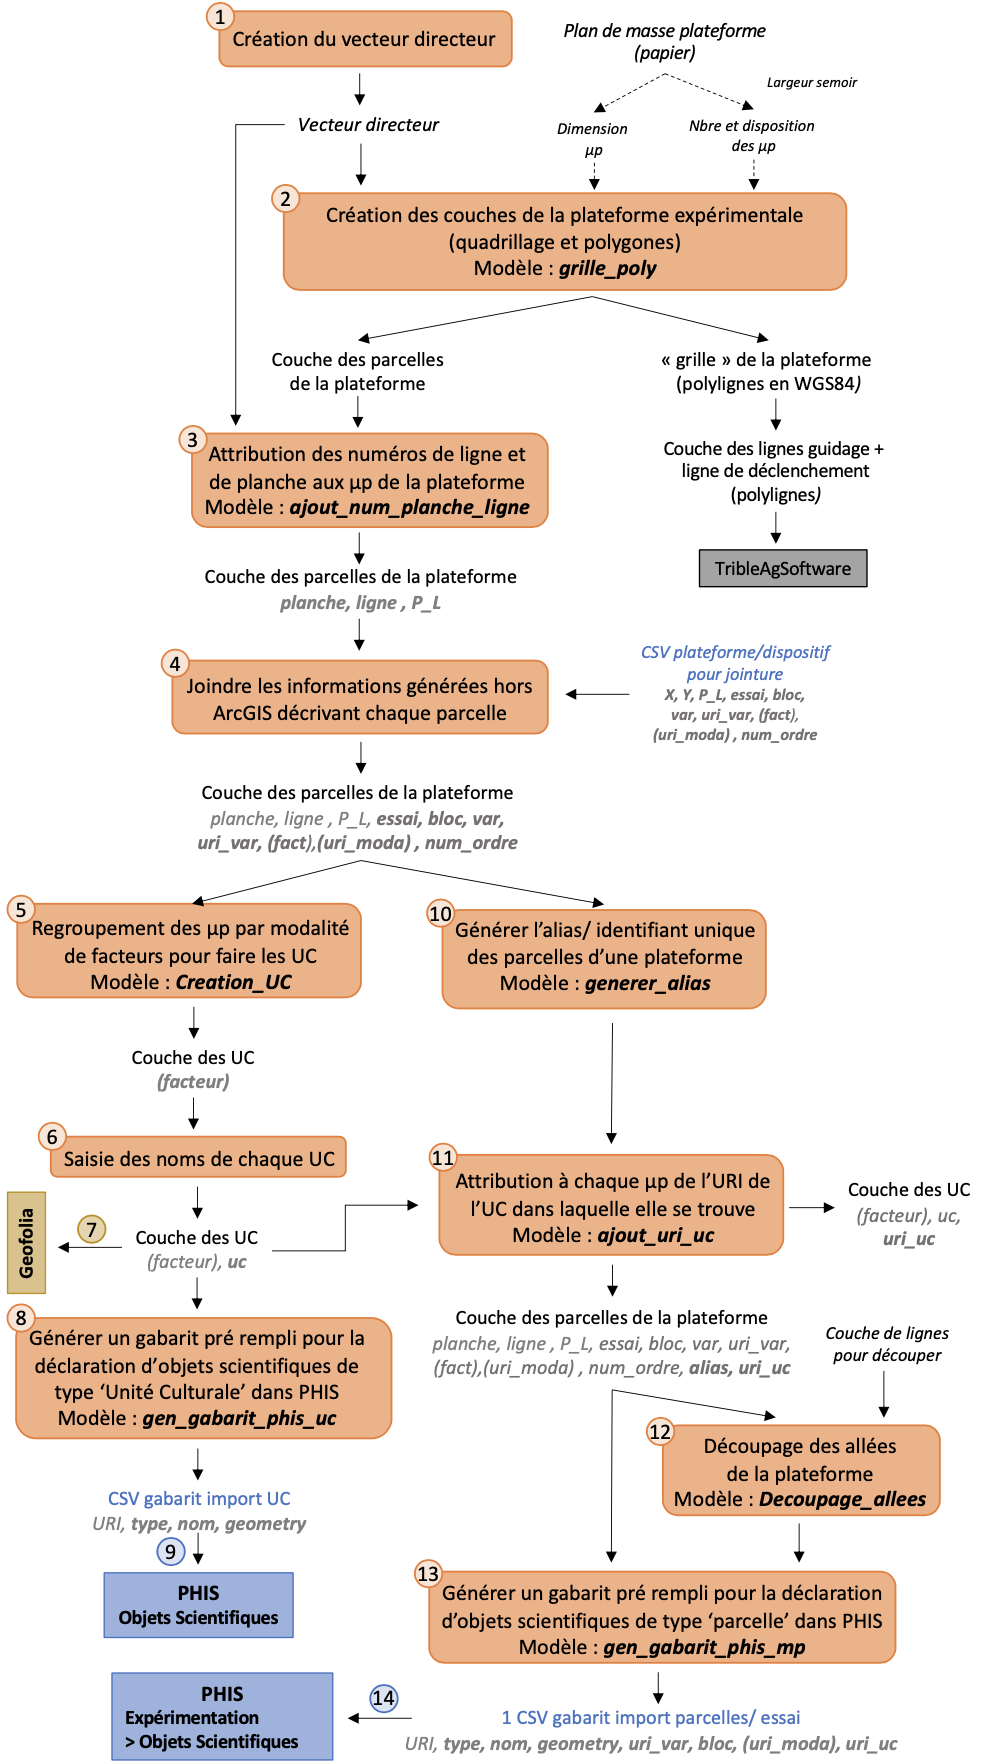 1
Création du vecteur directeur
Plan de masse plateforme
(papier)
Largeur semoir
Vecteur directeur
Dimension
µp
Nbre et disposition
des µp
2
Création des couches de la plateforme expérimentale
(quadrillage et polygones)
Modèle : grille_poly
Couche des parcelles
de la plateforme
« grille » de la plateforme
(polylignes en WGS84)
3
Attribution des numéros de ligne et
de planche aux µp de la plateforme
Modèle : ajout_num_planche_ligne
Couche des lignes guidage +
ligne de déclenchement
(polylignes)
TribleAgSoftware
Couche des parcelles de la plateforme
planche, ligne , P_L
4
Joindre les informations générées hors
ArcGIS décrivant chaque parcelle
CSV plateforme/dispositif
pour jointure
X, Y, P_L, essai, bloc,
var, uri_var, (fact),
(uri_moda) , num_ordre
Couche des parcelles de la plateforme
planche, ligne , P_L, essai, bloc, var,
uri_var, (fact),(uri_moda) , num_ordre
5
Regroupement des µp par modalité
de facteurs pour faire les UC
Modèle : Creation_UC
10
Générer l’alias/ identifiant unique
des parcelles d’une plateforme
Modèle : generer_alias
Couche des UC
(facteur)
6
Saisie des noms de chaque UC
11
Attribution à chaque µp de l’URI de
l’UC dans laquelle elle se trouve
Modèle : ajout_uri_uc
Couche des UC
(facteur), uc,
uri_uc
Geofolia
7
Couche des UC
(facteur), uc
8
Générer un gabarit pré rempli pour la
déclaration d’objets scientifiques de
type ‘Unité Culturale’ dans PHIS
Modèle : gen_gabarit_phis_uc
Couche des parcelles de la plateforme
planche, ligne , P_L, essai, bloc, var, uri_var,
(fact),(uri_moda) , num_ordre, alias, uri_uc
Couche de lignes
pour découper
12
Découpage des allées
de la plateforme
Modèle : Decoupage_allees
CSV gabarit import UC
URI, type, nom, geometry
9
PHIS
Objets Scientifiques
13
Générer un gabarit pré rempli pour la déclaration
d’objets scientifiques de type ‘parcelle’ dans PHIS
Modèle : gen_gabarit_phis_mp
PHIS
Expérimentation
> Objets Scientifiques
14
1 CSV gabarit import parcelles/ essai
URI, type, nom, geometry, uri_var, bloc, (uri_moda), uri_uc